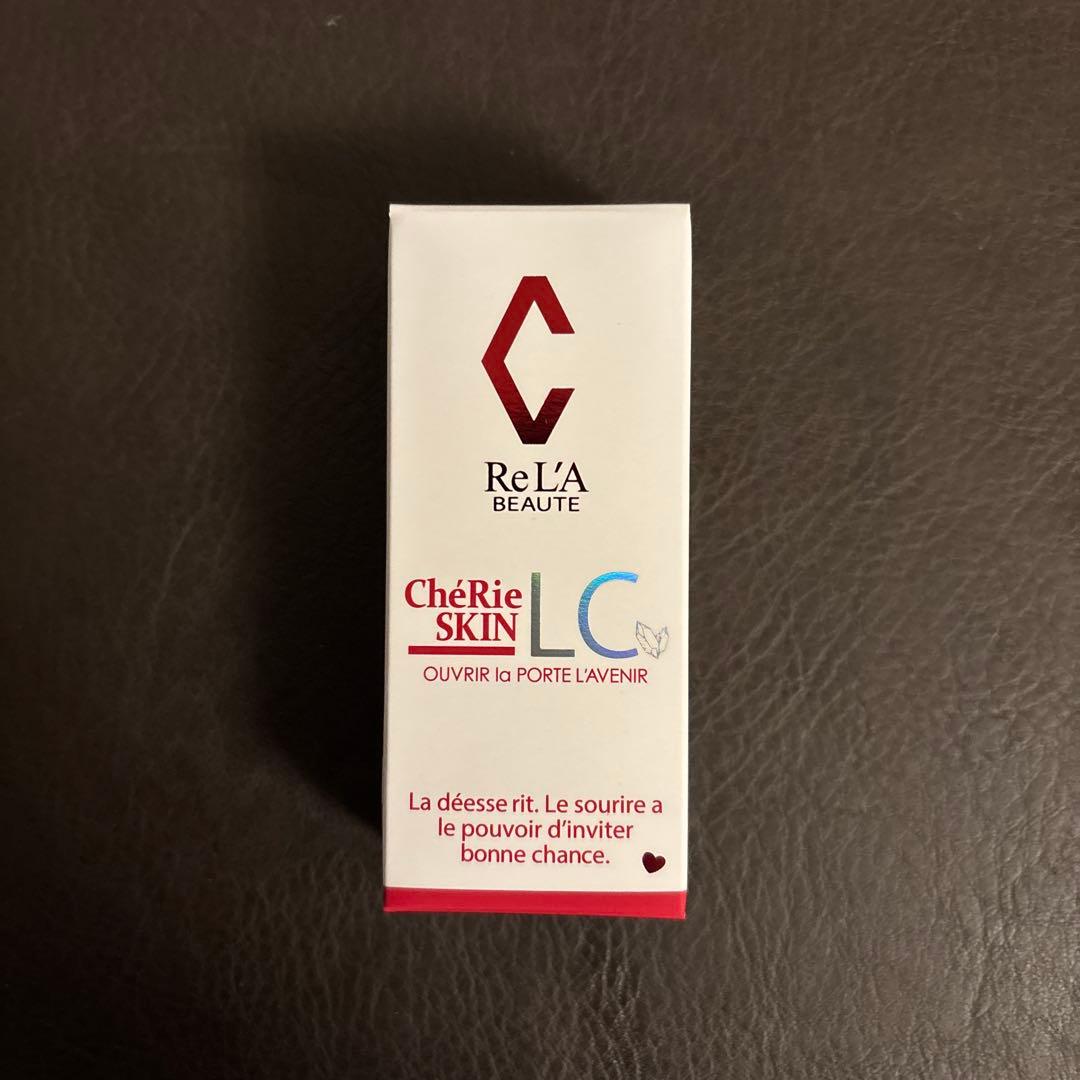 C
ReL'A
BEAUTE
ChéRie
SKIN
LC
OUVRIR la PORTE L'AVENIR
La déesse rit. Le sourire a
le pouvoir d'inviter
bonne chance.